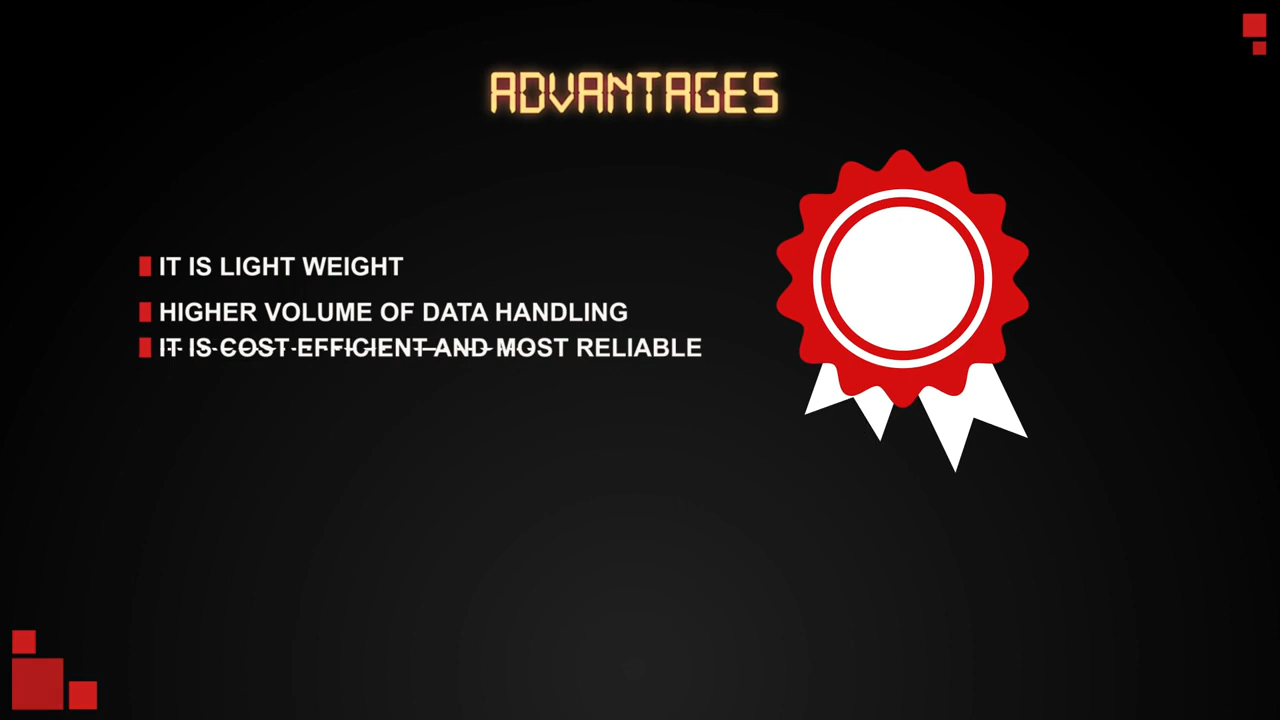 ADVANTAGES
IT IS LIGHT WEIGHT
HIGHER VOLUME OF DATA HANDLING
IT IS COST EFFICIENT AND MOST RELIABLE